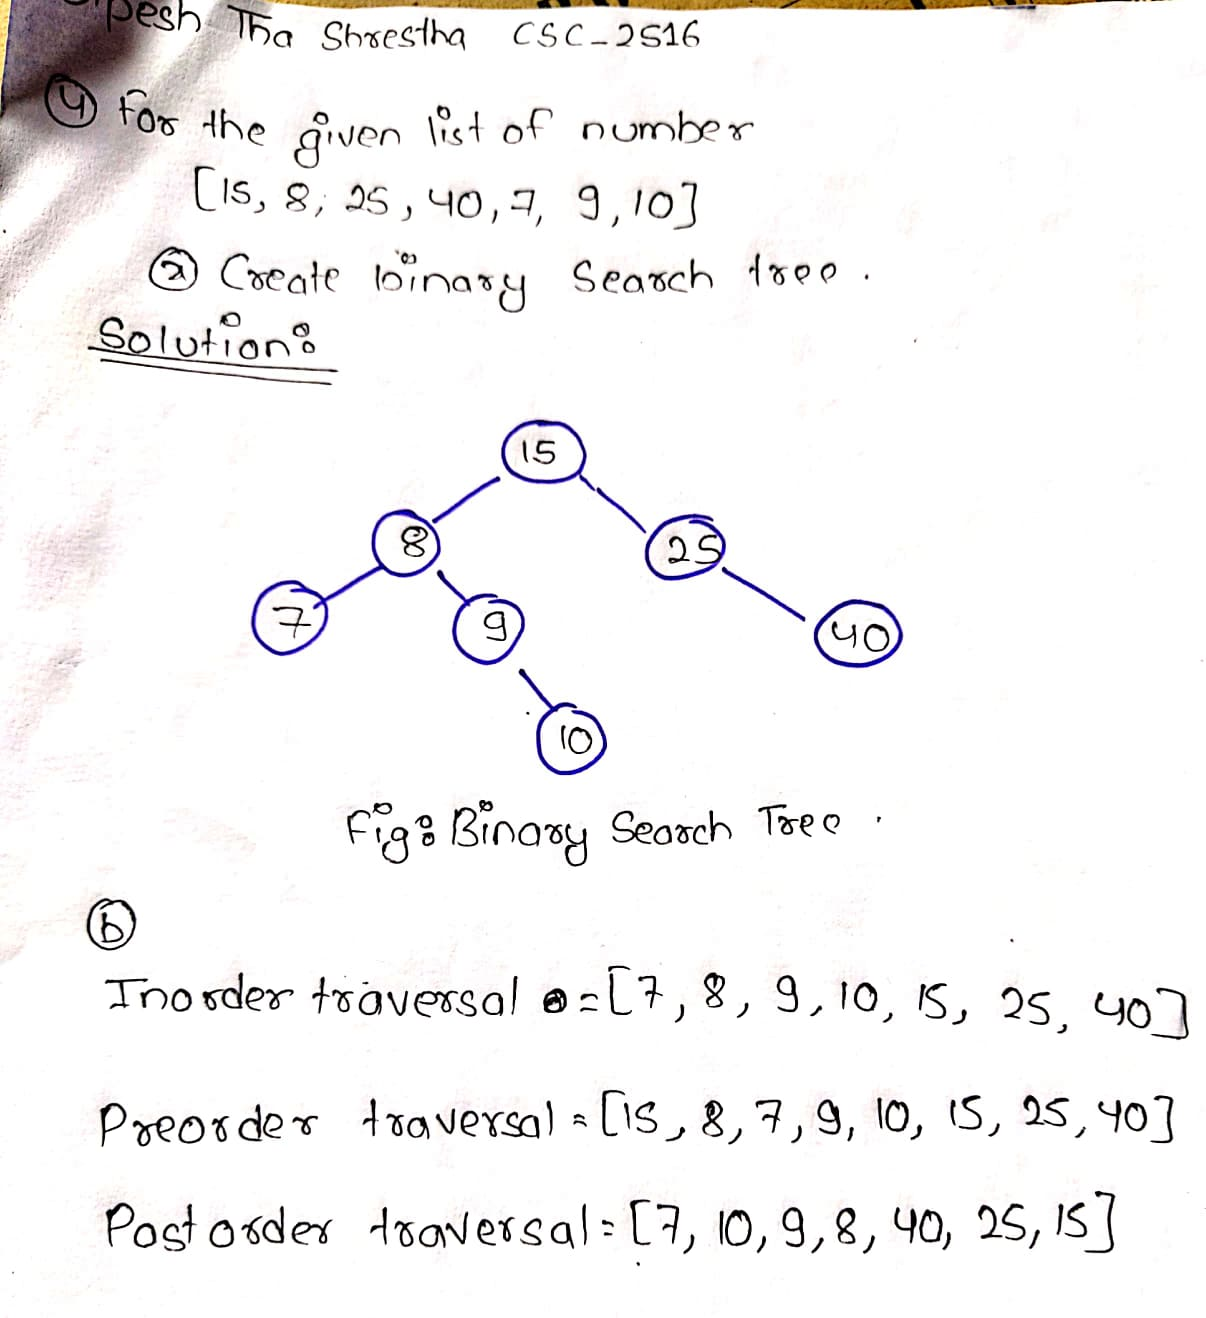 Tha Shrestha CSC-2516
④ For the given list of number
[15, 8, 25, 40, 7, 9, 10]
ⓐ Create binary Search tree.
Solution:
15
8
25
7
9
40
10
Fig: Binary Search Tree.
ⓑ
Inorder traversal = [7, 8, 9, 10, 15, 25, 40]
Preorder traversal = [15, 8, 7, 9, 10, 15, 25, 40]
Post order traversal = [7, 10, 9, 8, 40, 25, 15]